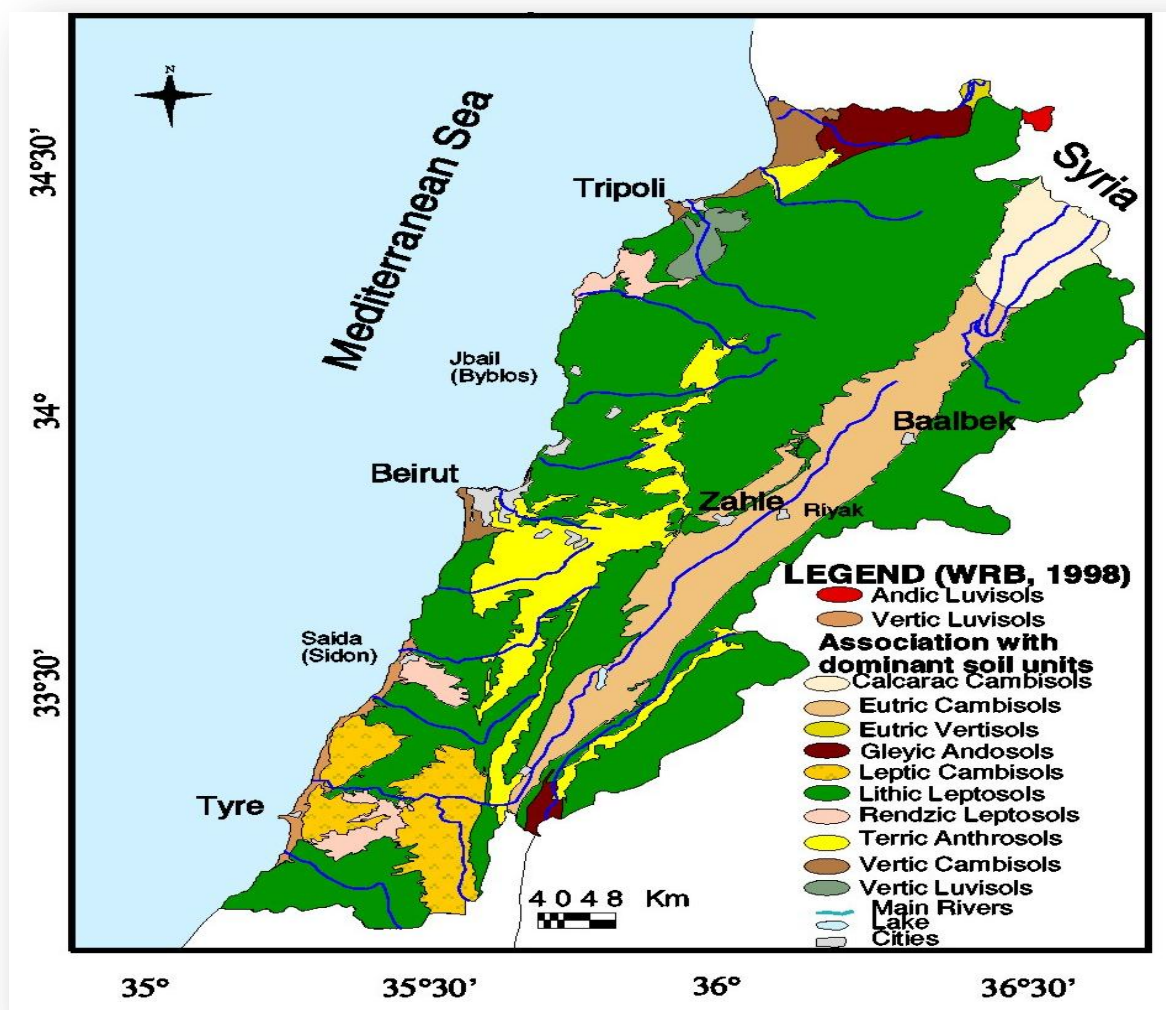 N
34°30’
34°
33°30’
Mediterranean Sea
Syria
Tripoli
Jbail
(Byblos)
Beirut
Baalbek
Zahle
Riyak
Saida
(Sidon)
Tyre
LEGEND (WRB, 1998)
Andic Luvisols
Vertic Luvisols
Association with
dominant soil units
Calcarac Cambisols
Eutric Cambisols
Eutric Vertisols
Gleyic Andosols
Leptic Cambisols
Lithic Leptosols
Rendzic Leptosols
Terric Anthrosols
Vertic Cambisols
Vertic Luvisols
Main Rivers
Lake
Cities
4 0 4 8 Km
35°
35°30’
36°
36°30’